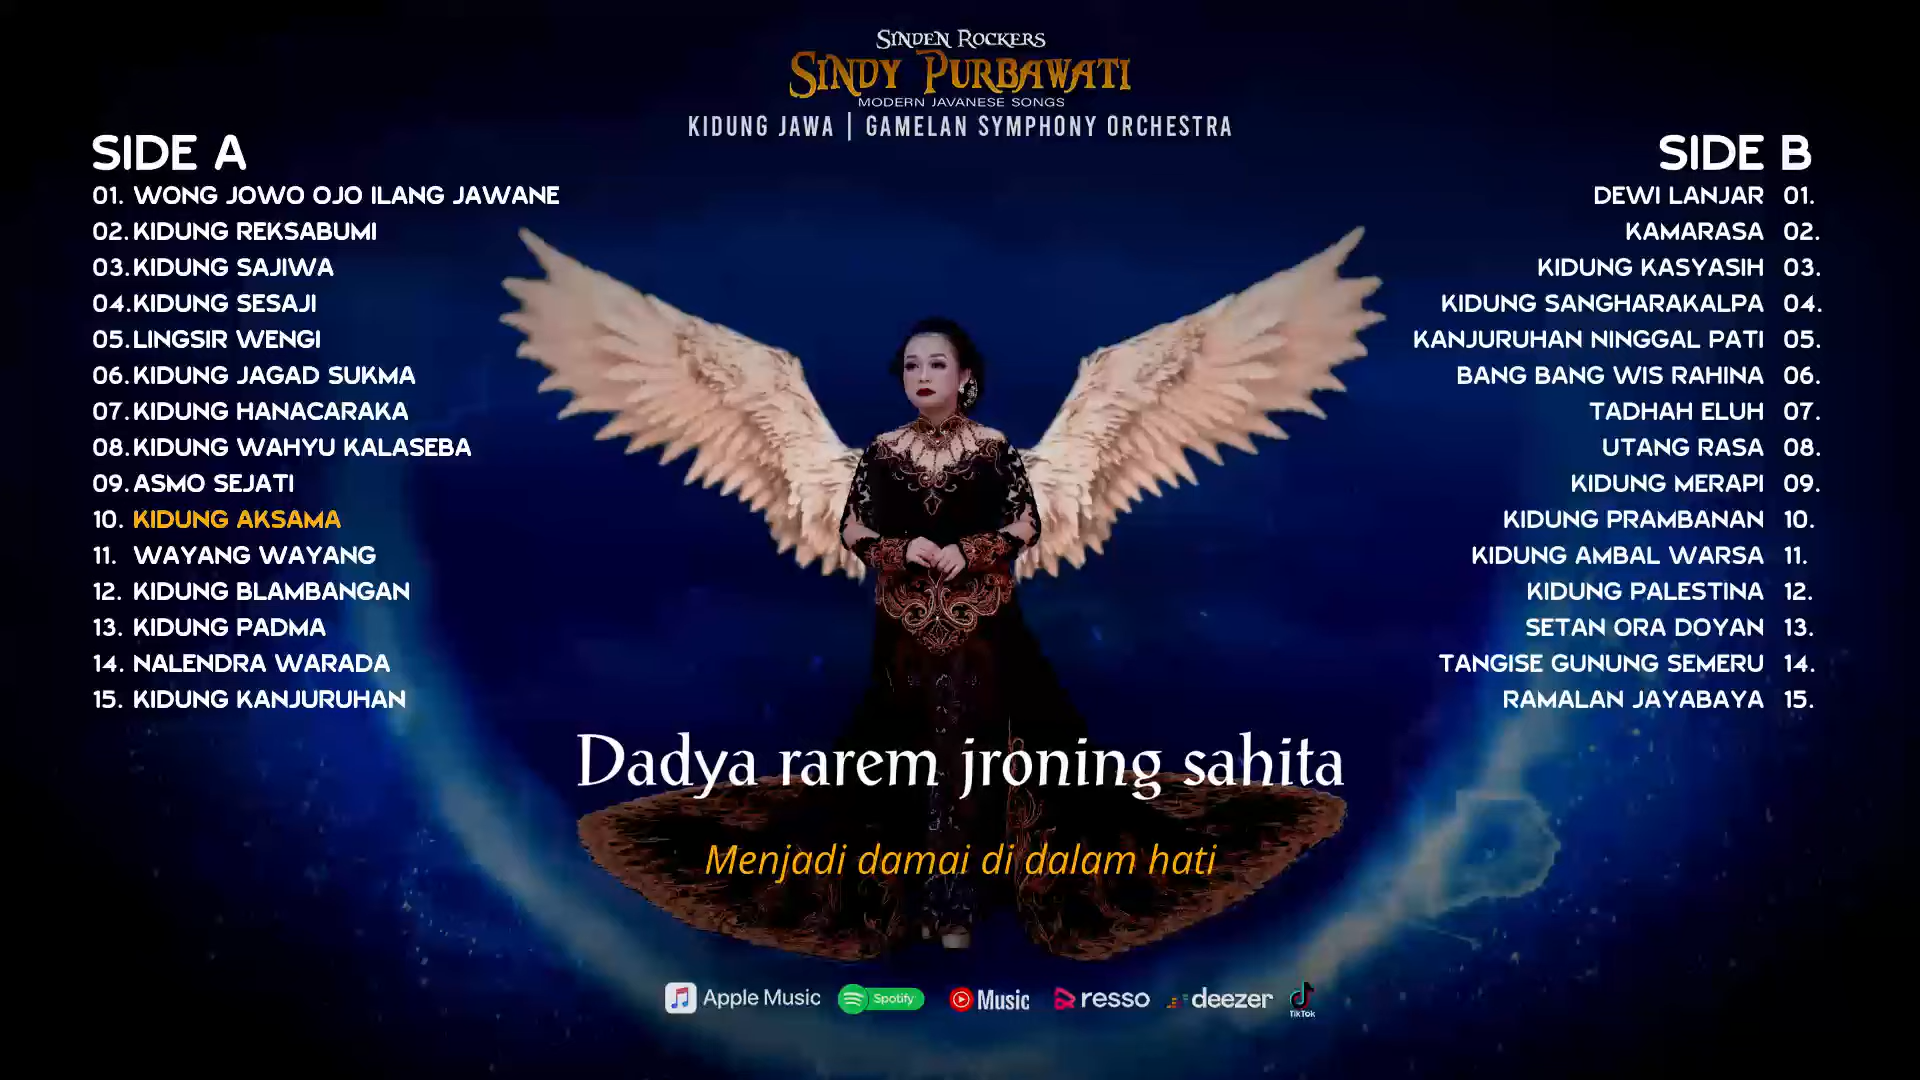 SINDEN ROCKERS
SINDY PURBAWATI
MODERN JAVANESE SONGS
KIDUNG JAWA | GAMELAN SYMPHONY ORCHESTRA
SIDE A
01. WONG JOWO OJO ILANG JAWANE
02. KIDUNG REKSABUMI
03. KIDUNG SAJIWA
04. KIDUNG SESAJI
05. LINGSIR WENGI
06. KIDUNG JAGAD SUKMA
07. KIDUNG HANACARAKA
08. KIDUNG WAHYU KALASEBA
09. ASMO SEJATI
10. KIDUNG AKSAMA
11. WAYANG WAYANG
12. KIDUNG BLAMBANGAN
13. KIDUNG PADMA
14. NALENDRA WARADA
15. KIDUNG KANJURUHAN
SIDE B
DEWI LANJAR 01.
KAMARASA 02.
KIDUNG KASYASIH 03.
KIDUNG SANGHARAKALPA 04.
KANJURUHAN NINGGAL PATI 05.
BANG BANG WIS RAHINA 06.
TADHAH ELUH 07.
UTANG RASA 08.
KIDUNG MERAPI 09.
KIDUNG PRAMBANAN 10.
KIDUNG AMBAL WARSA 11.
KIDUNG PALESTINA 12.
SETAN ORA DOYAN 13.
TANGISE GUNUNG SEMERU 14.
RAMALAN JAYABAYA 15.
Dadya rarem jroning sahita
Menjadi damai di dalam hati
Apple Music Spotify Music resso deezer TikTok